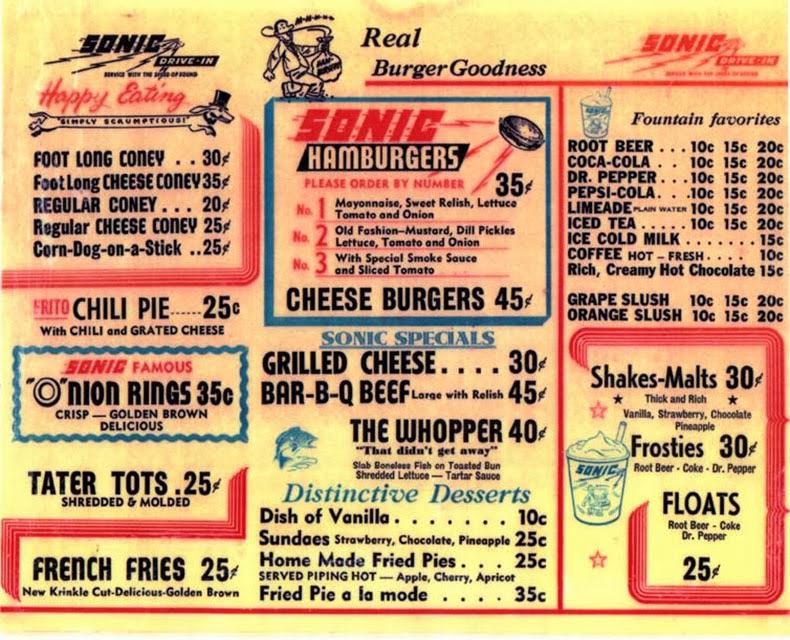 SONIC
DRIVE-IN
SERVICE WITH THE SPEED OF SOUND
Happy Eating
"SIMPLY SCRUMPTIOUS!"
FOOT LONG CONEY . . 30¢
Foot Long CHEESE CONEY 35¢
REGULAR CONEY . . . 20¢
Regular CHEESE CONEY 25¢
Corn-Dog-on-a-Stick . . 25¢
FRITO CHILI PIE ...... 25c
With CHILI and GRATED CHEESE
SONIC FAMOUS
"O"NION RINGS 35c
CRISP — GOLDEN BROWN
DELICIOUS
TATER TOTS . 25¢
SHREDDED & MOLDED
FRENCH FRIES 25¢
New Krinkle Cut-Delicious-Golden Brown
Real
Burger Goodness
SONIC
HAMBURGERS
PLEASE ORDER BY NUMBER 35¢
No. 1 Mayonnaise, Sweet Relish, Lettuce
Tomato and Onion
No. 2 Old Fashion—Mustard, Dill Pickles
Lettuce, Tomato and Onion
No. 3 With Special Smoke Sauce
and Sliced Tomato
CHEESE BURGERS 45¢
SONIC SPECIALS
GRILLED CHEESE. . . . 30¢
BAR-B-Q BEEF Large with Relish 45¢
THE WHOPPER 40¢
"That didn't get away"
Slab Boneless Fish on Toasted Bun
Shredded Lettuce — Tartar Sauce
Distinctive Desserts
Dish of Vanilla . . . . . . . 10c
Sundaes Strawberry, Chocolate, Pineapple 25c
Home Made Fried Pies . . . 25c
SERVED PIPING HOT — Apple, Cherry, Apricot
Fried Pie a la mode . . . . 35c
SONIC
DRIVE-IN
SERVICE WITH THE SPEED OF SOUND
Fountain favorites
ROOT BEER . . . 10c 15c 20c
COCA-COLA . . 10c 15c 20c
DR. PEPPER . . . 10c 15c 20c
PEPSI-COLA . . . 10c 15c 20c
LIMEADE PLAIN WATER 10c 15c 20c
ICED TEA . . . . . 10c 15c 20c
ICE COLD MILK . . . . . . . 15c
COFFEE HOT — FRESH . . . . 10c
Rich, Creamy Hot Chocolate 15c
GRAPE SLUSH 10c 15c 20c
ORANGE SLUSH 10c 15c 20c
Shakes-Malts 30¢
Thick and Rich
Vanilla, Strawberry, Chocolate
Pineapple
SONIC
Frosties 30¢
Root Beer - Coke - Dr. Pepper
FLOATS
Root Beer - Coke
Dr. Pepper
25¢